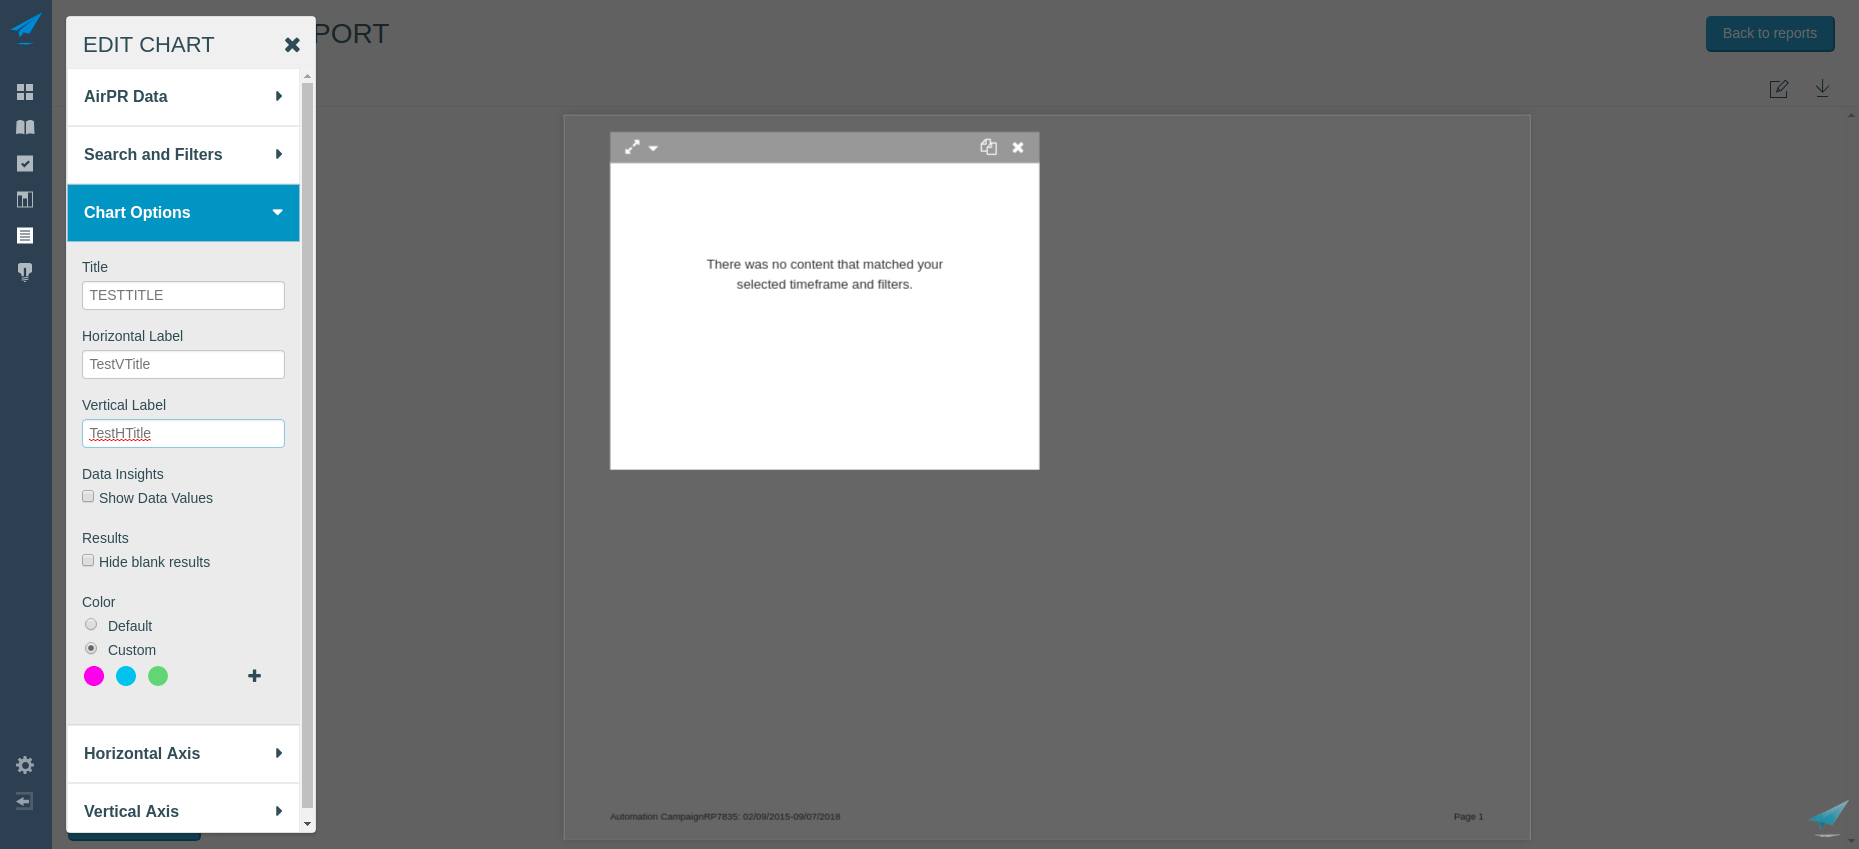 EDIT CHART
PORT
Back to reports
AirPR Data
Search and Filters
Chart Options
Title
TESTTITLE
Horizontal Label
TestVTitle
Vertical Label
TestHTitle
Data Insights
Show Data Values
Results
Hide blank results
Color
Default
Custom
Horizontal Axis
Vertical Axis
There was no content that matched your
selected timeframe and filters.
Automation CampaignRP7835: 02/09/2015-09/07/2018
Page 1